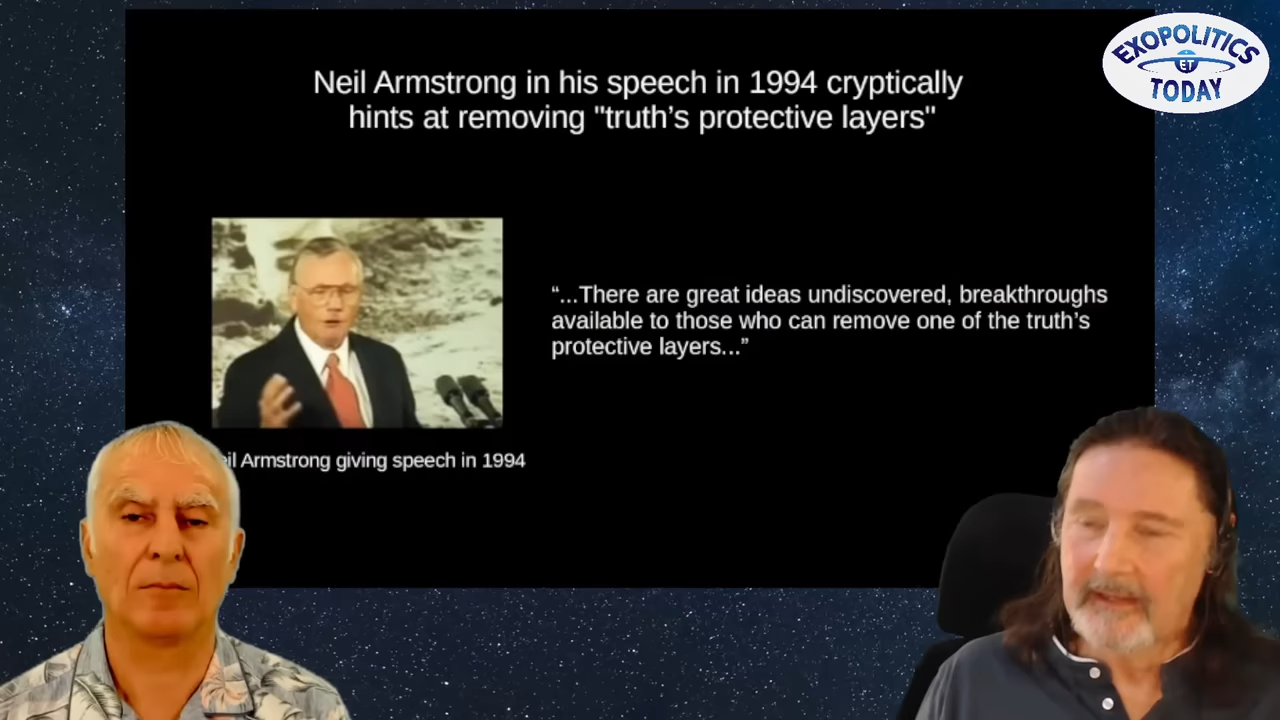 EXOPOLITICS
ET
TODAY
Neil Armstrong in his speech in 1994 cryptically
hints at removing "truth's protective layers"
“...There are great ideas undiscovered, breakthroughs
available to those who can remove one of the truth’s
protective layers...”
eil Armstrong giving speech in 1994